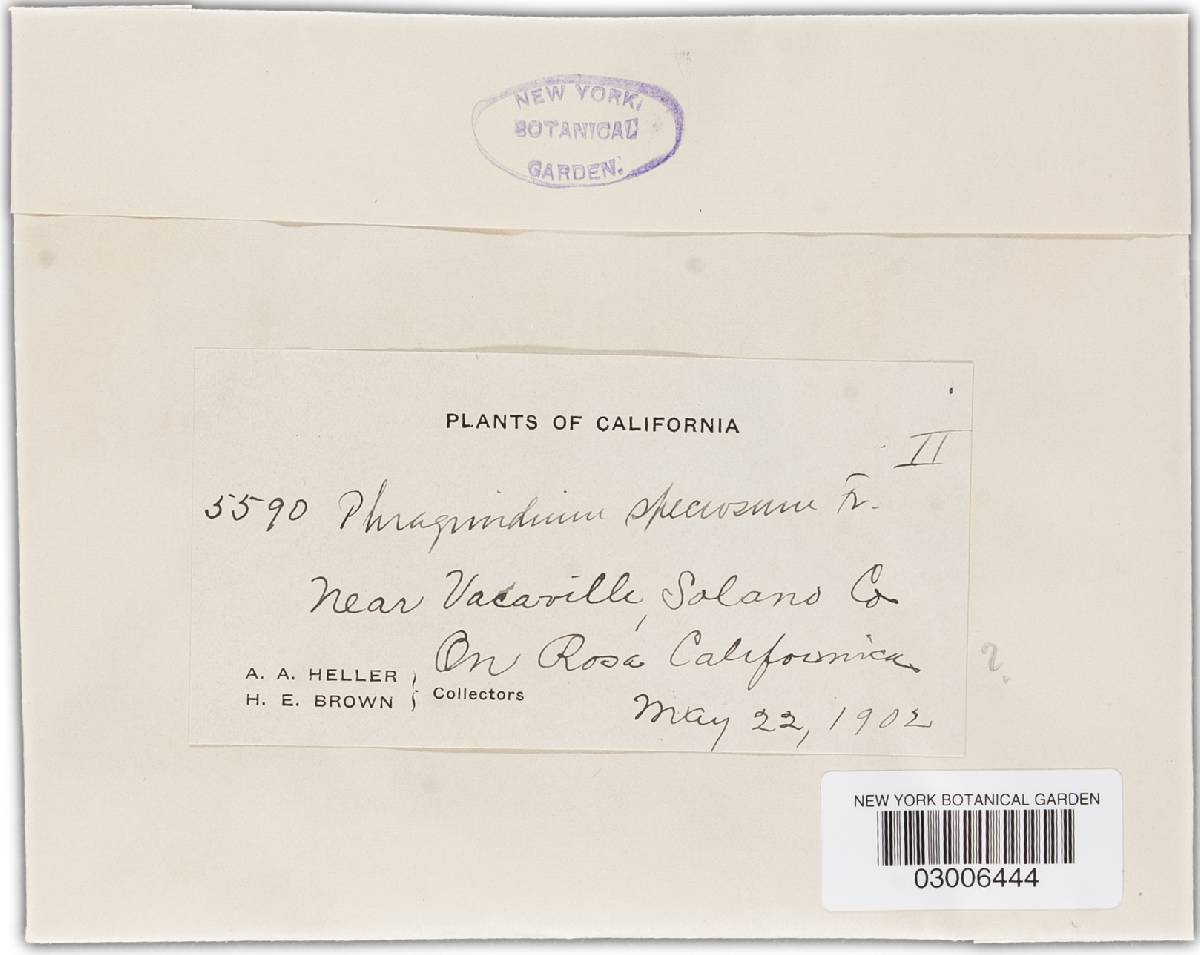 NEW YORK
BOTANICAL
GARDEN.
PLANTS OF CALIFORNIA
II
5590 Phragmidium speciosum Fr.
Near Vacaville, Solano Co
On Rosa Californica
A. A. HELLER
H. E. BROWN } Collectors
May 22, 1902
?
NEW YORK BOTANICAL GARDEN
03006444